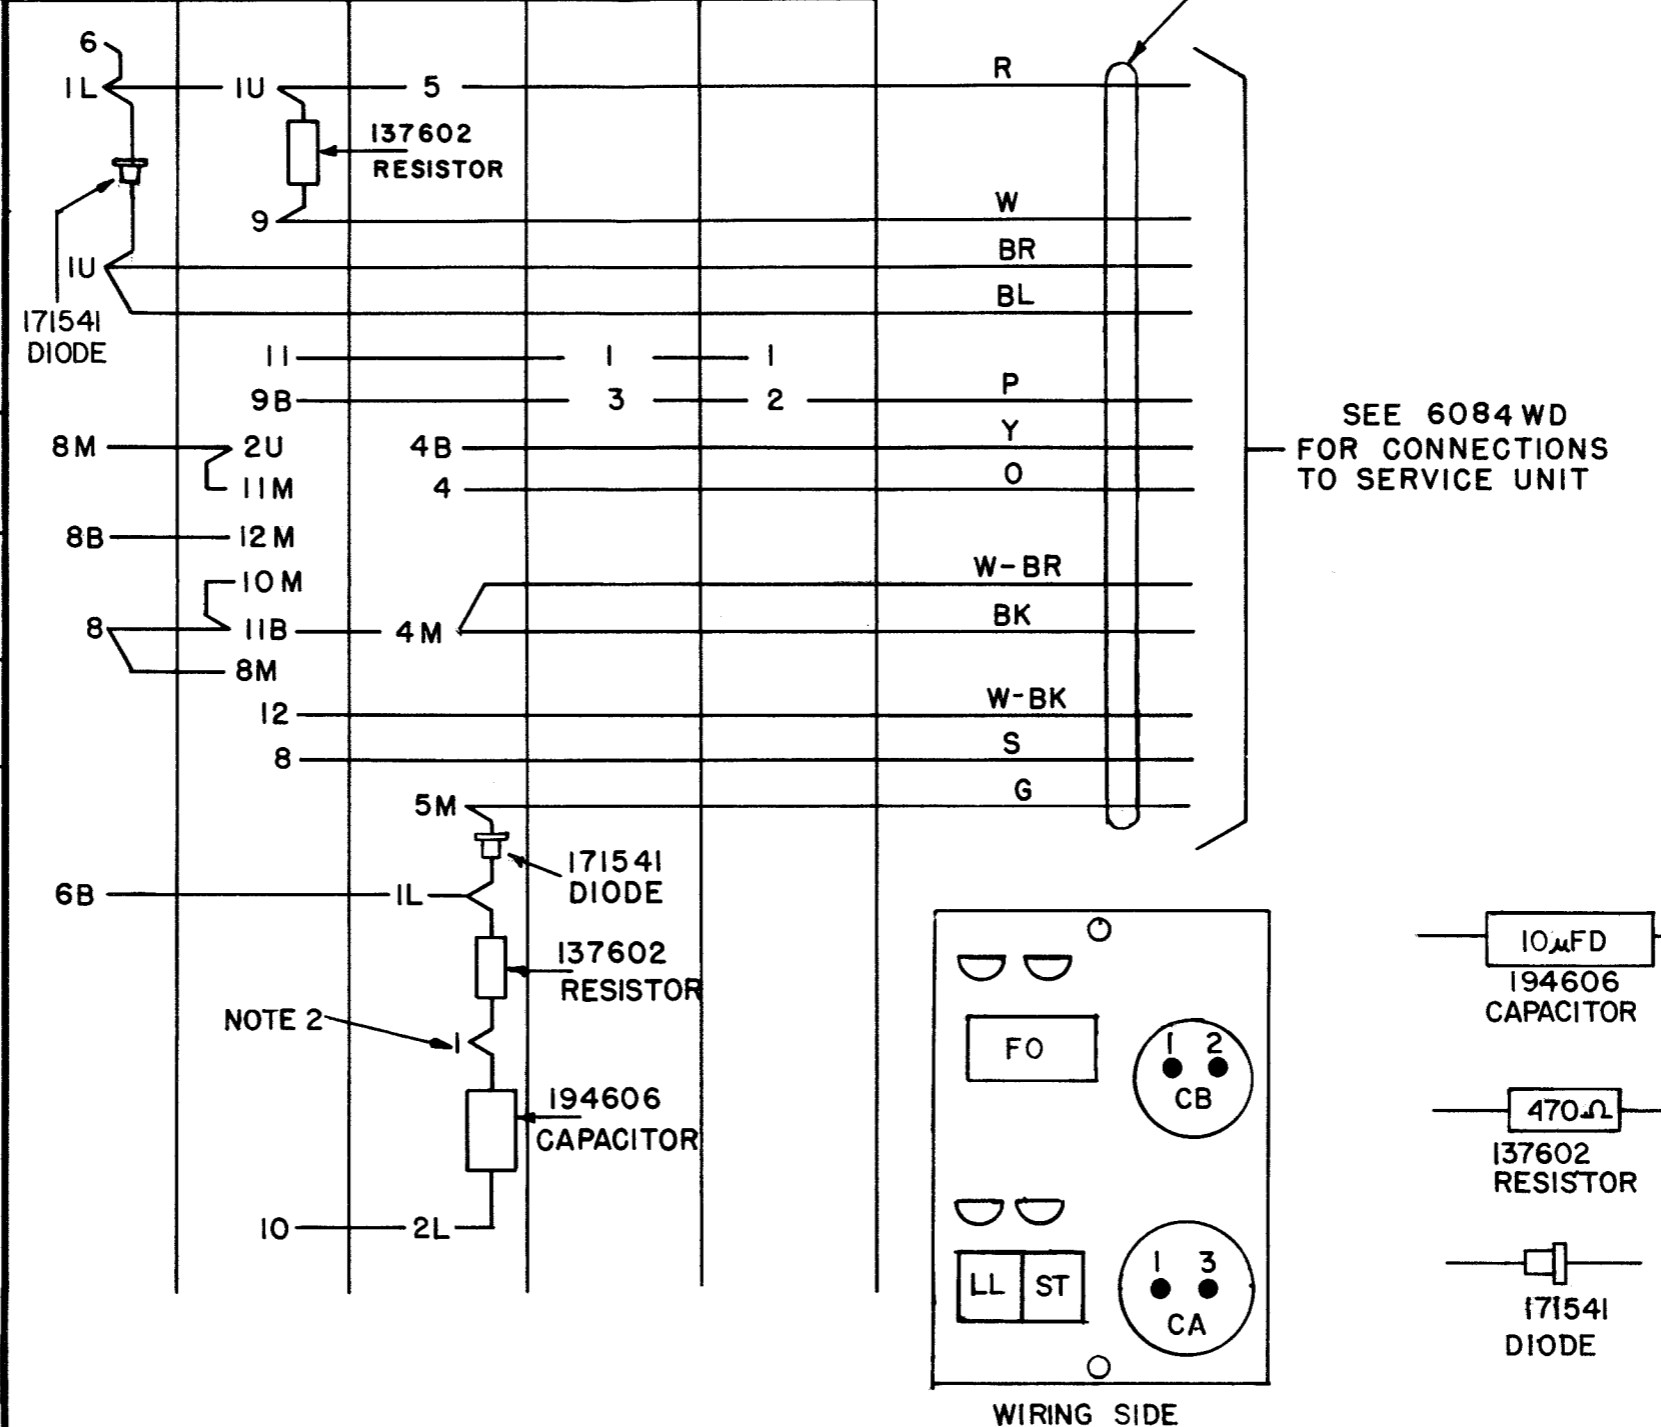 6
1L 1U 5 R
137602
RESISTOR
9 W
1U BR
BL
171541
DIODE
11 1 1
9B 3 2 P
8M 2U 4B Y
11M 4 O
8B 12M
10M W-BR
8 11B 4M BK
8M
12 W-BK
8 S
5M G
SEE 6084WD
FOR CONNECTIONS
TO SERVICE UNIT
171541
DIODE
6B 1L
137602
RESISTOR
NOTE 2
1
194606
CAPACITOR
10 2L
FO
1 2
CB
LL ST
1 3
CA
WIRING SIDE
10µFD
194606
CAPACITOR
470Ω
137602
RESISTOR
171541
DIODE